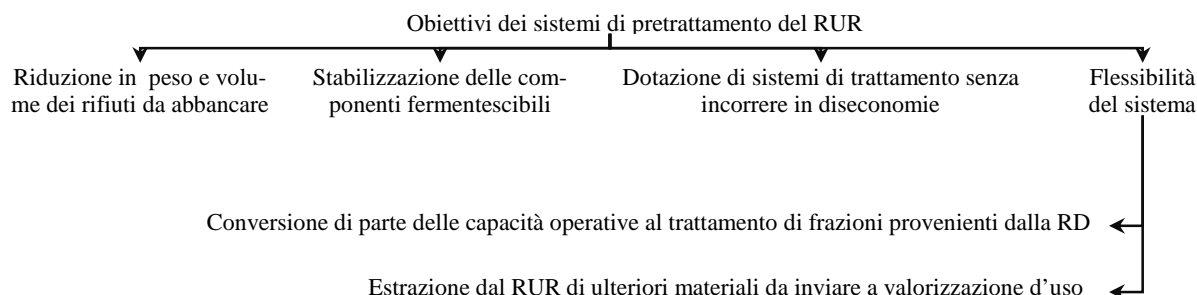 Obiettivi dei sistemi di pretrattamento del RUR
Riduzione in peso e volu-
me dei rifiuti da abbancare
Stabilizzazione delle com-
ponenti fermentescibili
Dotazione di sistemi di trattamento senza
incorrere in diseconomie
Flessibilità
del sistema
Conversione di parte delle capacità operative al trattamento di frazioni provenienti dalla RD
Estrazione dal RUR di ulteriori materiali da inviare a valorizzazione d’uso